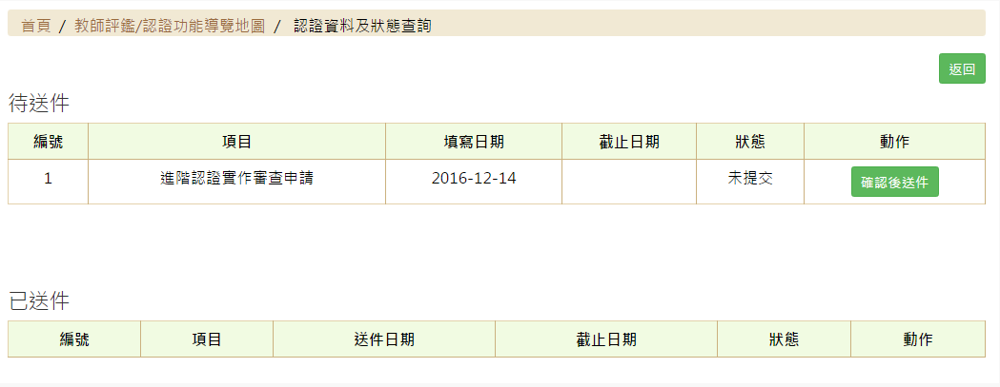 首頁 / 教師評鑑/認證功能導覽地圖 / 認證資料及狀態查詢
返回
待送件
編號 項目 填寫日期 截止日期 狀態 動作
1 進階認證實作審查申請 2016-12-14 未提交 確認後送件
已送件
編號 項目 送件日期 截止日期 狀態 動作